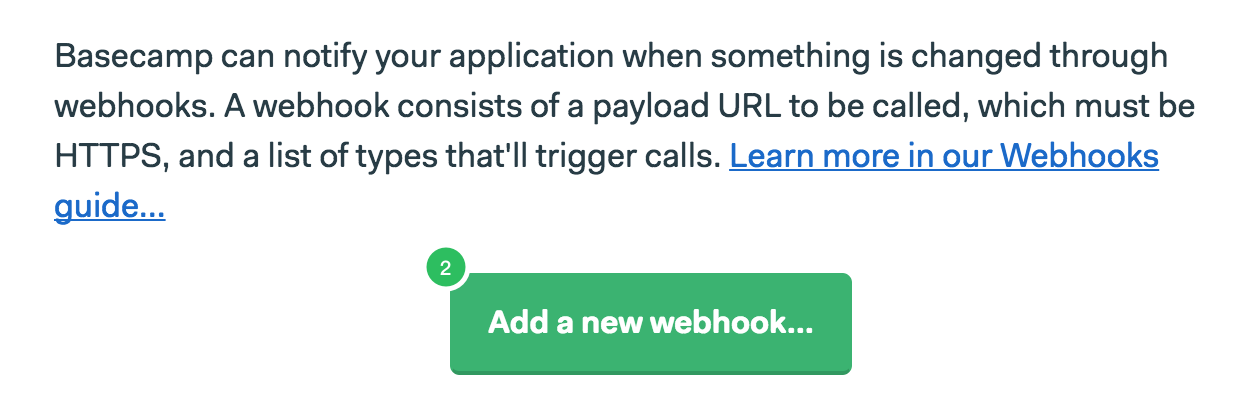 Basecamp can notify your application when something is changed through
webhooks. A webhook consists of a payload URL to be called, which must be
HTTPS, and a list of types that'll trigger calls. Learn more in our Webhooks
guide...
2
Add a new webhook...